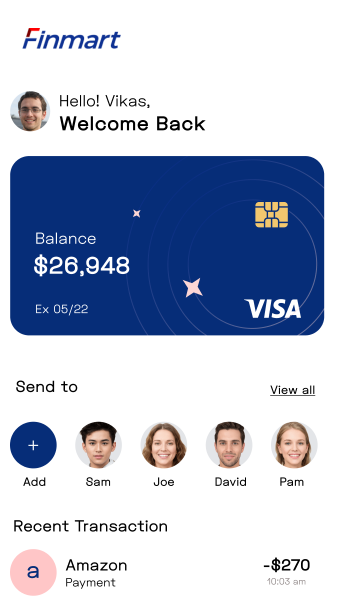 Finmart
Hello! Vikas,
Welcome Back
Balance
$26,948
Ex 05/22
VISA
Send to
View all
+
Add
Sam
Joe
David
Pam
Recent Transaction
a
Amazon
-$270
Payment
10:03 am